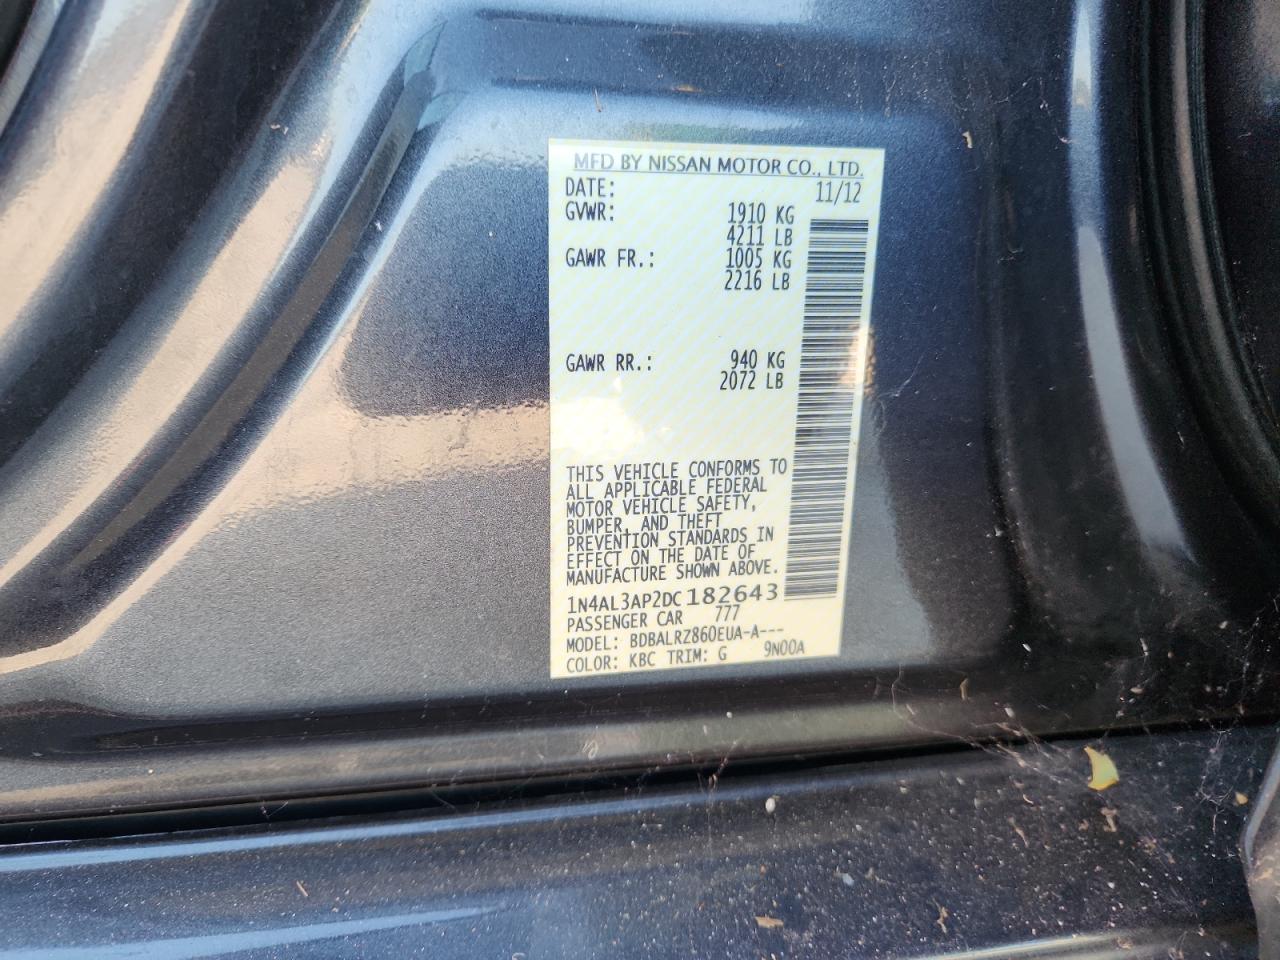 MFD BY NISSAN MOTOR CO., LTD.
DATE: 11/12
GVWR: 1910 KG
4211 LB
GAWR FR.: 1005 KG
2216 LB
GAWR RR.: 940 KG
2072 LB
THIS VEHICLE CONFORMS TO
ALL APPLICABLE FEDERAL
MOTOR VEHICLE SAFETY,
BUMPER, AND THEFT
PREVENTION STANDARDS IN
EFFECT ON THE DATE OF
MANUFACTURE SHOWN ABOVE.
1N4AL3AP2DC182643
PASSENGER CAR 777
MODEL: BDBALRZ860EUA-A---
COLOR: KBC TRIM: G 9N00A